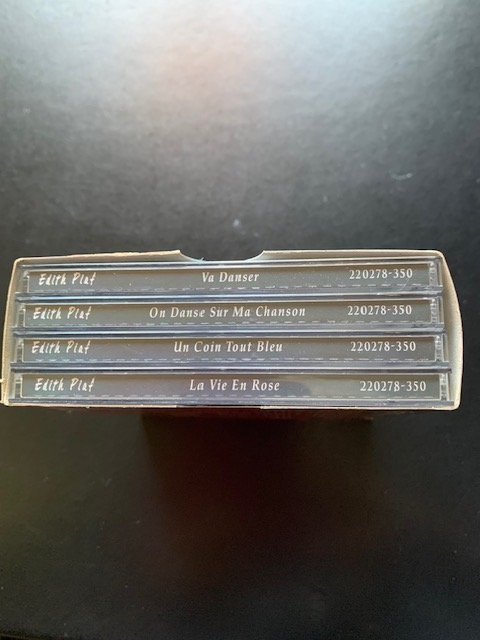 Edith Piaf Va Danser 220278-350
Edith Piaf On Danse Sur Ma Chanson 220278-350
Edith Piaf Un Coin Tout Bleu 220278-350
Edith Piaf La Vie En Rose 220278-350